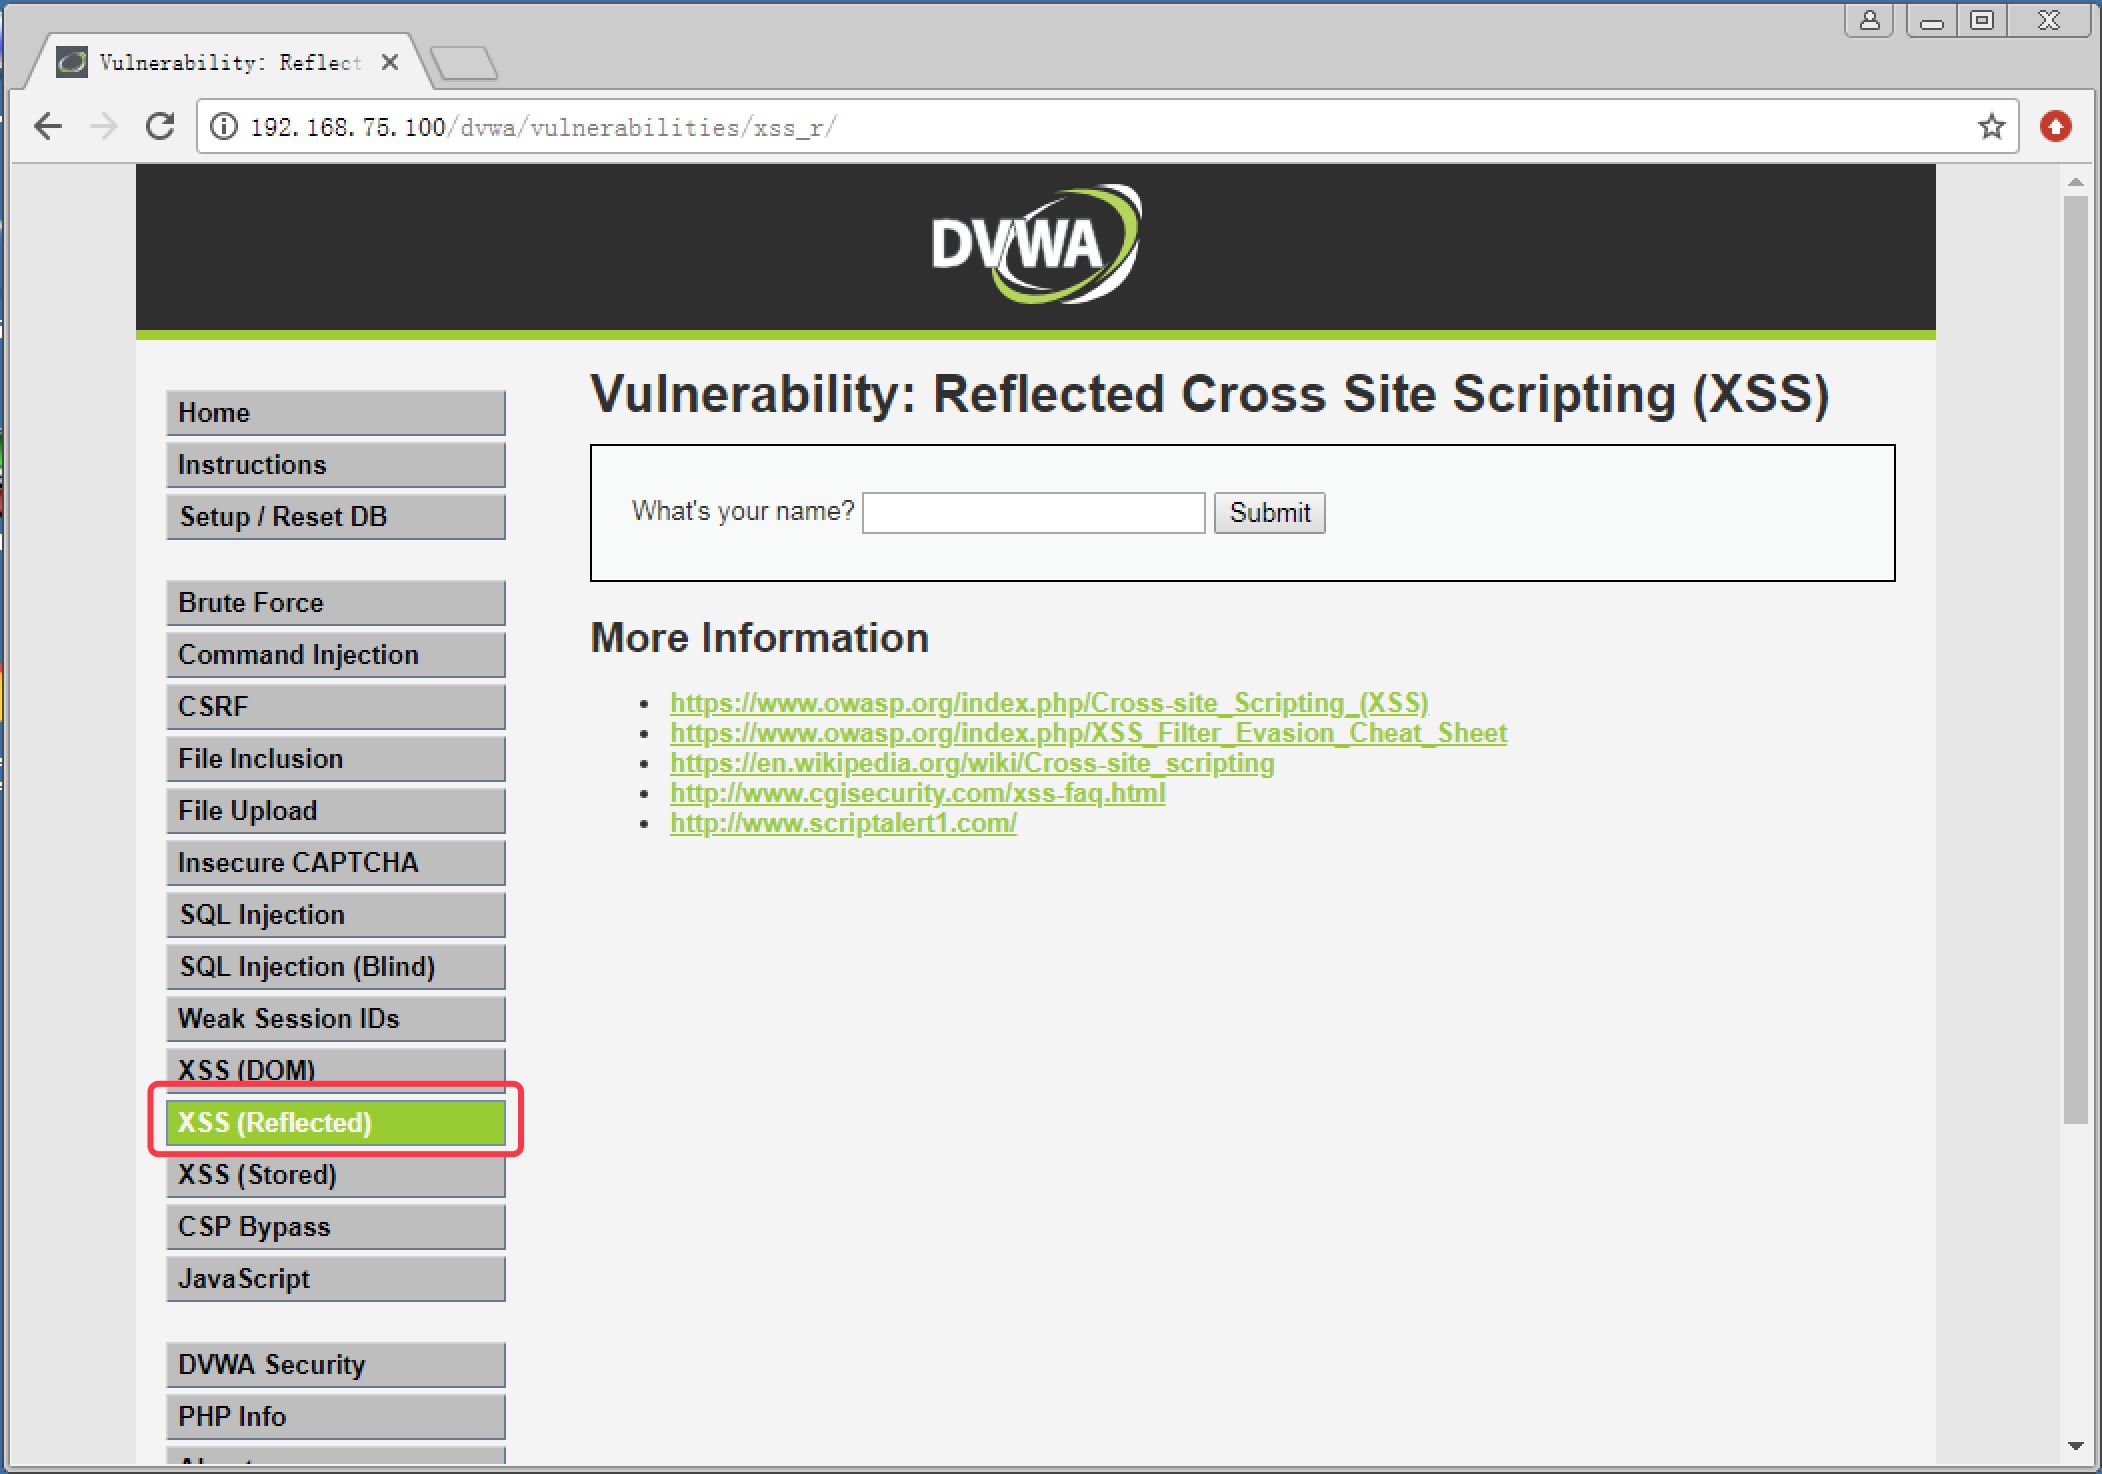 Vulnerability: Reflect
192.168.75.100/dvwa/vulnerabilities/xss_r/
DVWA
Home
Instructions
Setup / Reset DB
Brute Force
Command Injection
CSRF
File Inclusion
File Upload
Insecure CAPTCHA
SQL Injection
SQL Injection (Blind)
Weak Session IDs
XSS (DOM)
XSS (Reflected)
XSS (Stored)
CSP Bypass
JavaScript
DVWA Security
PHP Info
Vulnerability: Reflected Cross Site Scripting (XSS)
What's your name? Submit
More Information
https://www.owasp.org/index.php/Cross-site_Scripting_(XSS)
https://www.owasp.org/index.php/XSS_Filter_Evasion_Cheat_Sheet
https://en.wikipedia.org/wiki/Cross-site_scripting
http://www.cgisecurity.com/xss-faq.html
http://www.scriptalert1.com/